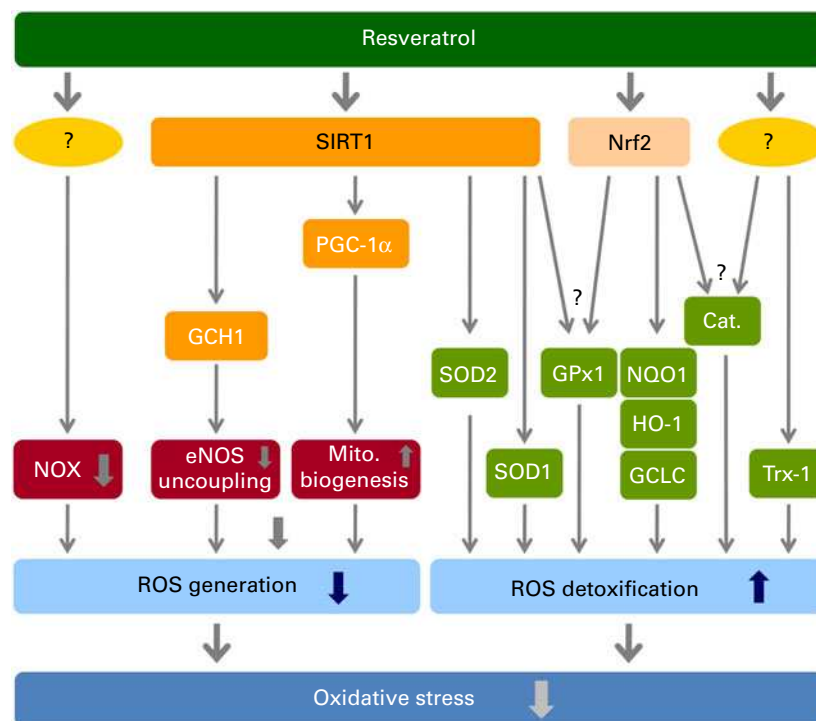 Resveratrol
?
SIRT1
Nrf2
?
PGC-1α
?
?
Cat.
GCH1
SOD2
GPx1
NQO1
HO-1
NOX
eNOS
uncoupling
Mito.
biogenesis
SOD1
GCLC
Trx-1
ROS generation
ROS detoxification
Oxidative stress